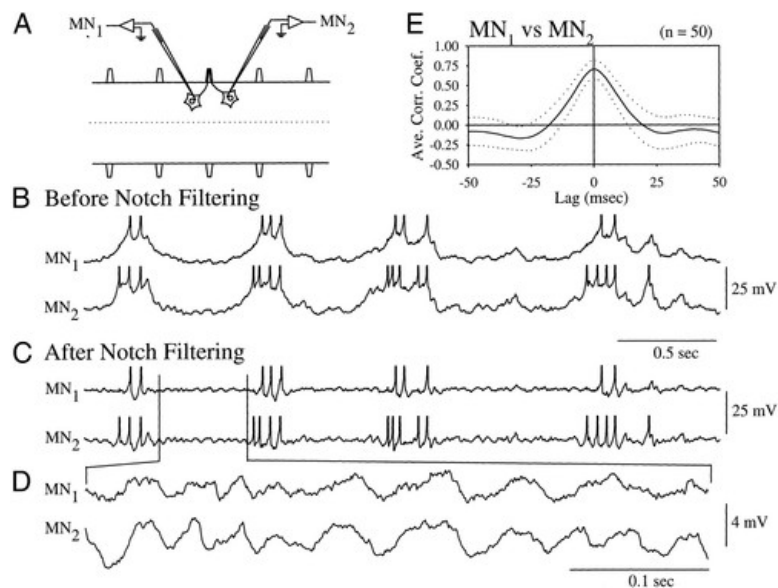 A
MN1
MN2
E
MN1 vs MN2
(n = 50)
Ave. Corr. Coef.
1.00
0.75
0.50
0.25
0.00
-0.25
-0.50
-50
-25
0
25
50
Lag (msec)
B Before Notch Filtering
MN1
MN2
25 mV
0.5 sec
C After Notch Filtering
MN1
MN2
25 mV
D
MN1
MN2
4 mV
0.1 sec